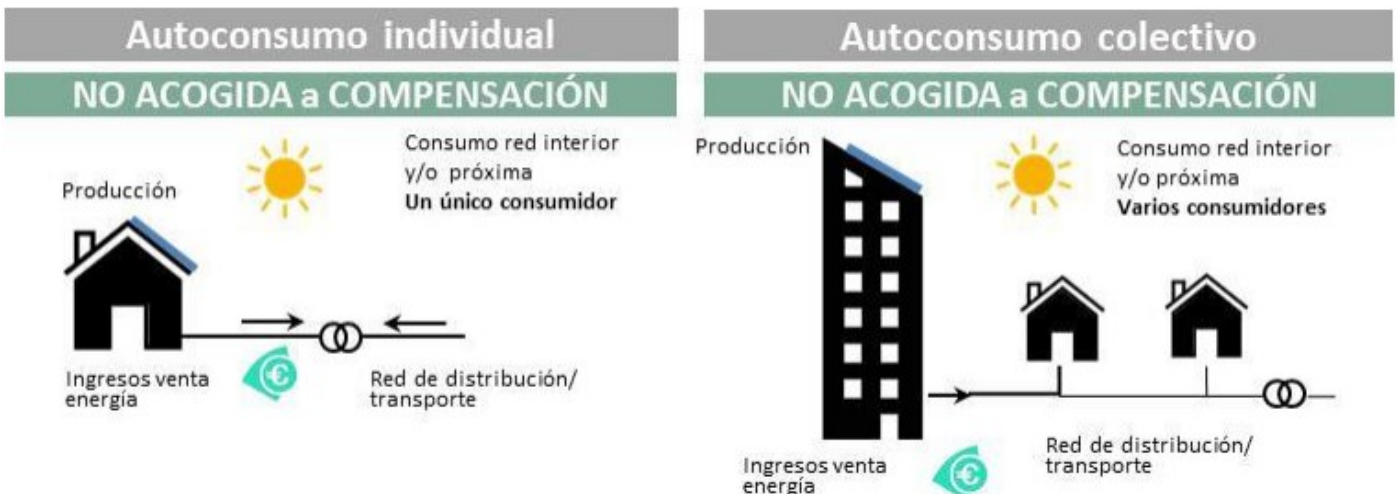 Autoconsumo individual
NO ACOGIDA a COMPENSACIÓN
Consumo red interior
y/o próxima
Un único consumidor
Producción
Ingresos venta
energía
€
Red de distribución/
transporte
Autoconsumo colectivo
NO ACOGIDA a COMPENSACIÓN
Producción
Consumo red interior
y/o próxima
Varios consumidores
Red de distribución/
transporte
Ingresos venta
energía
€